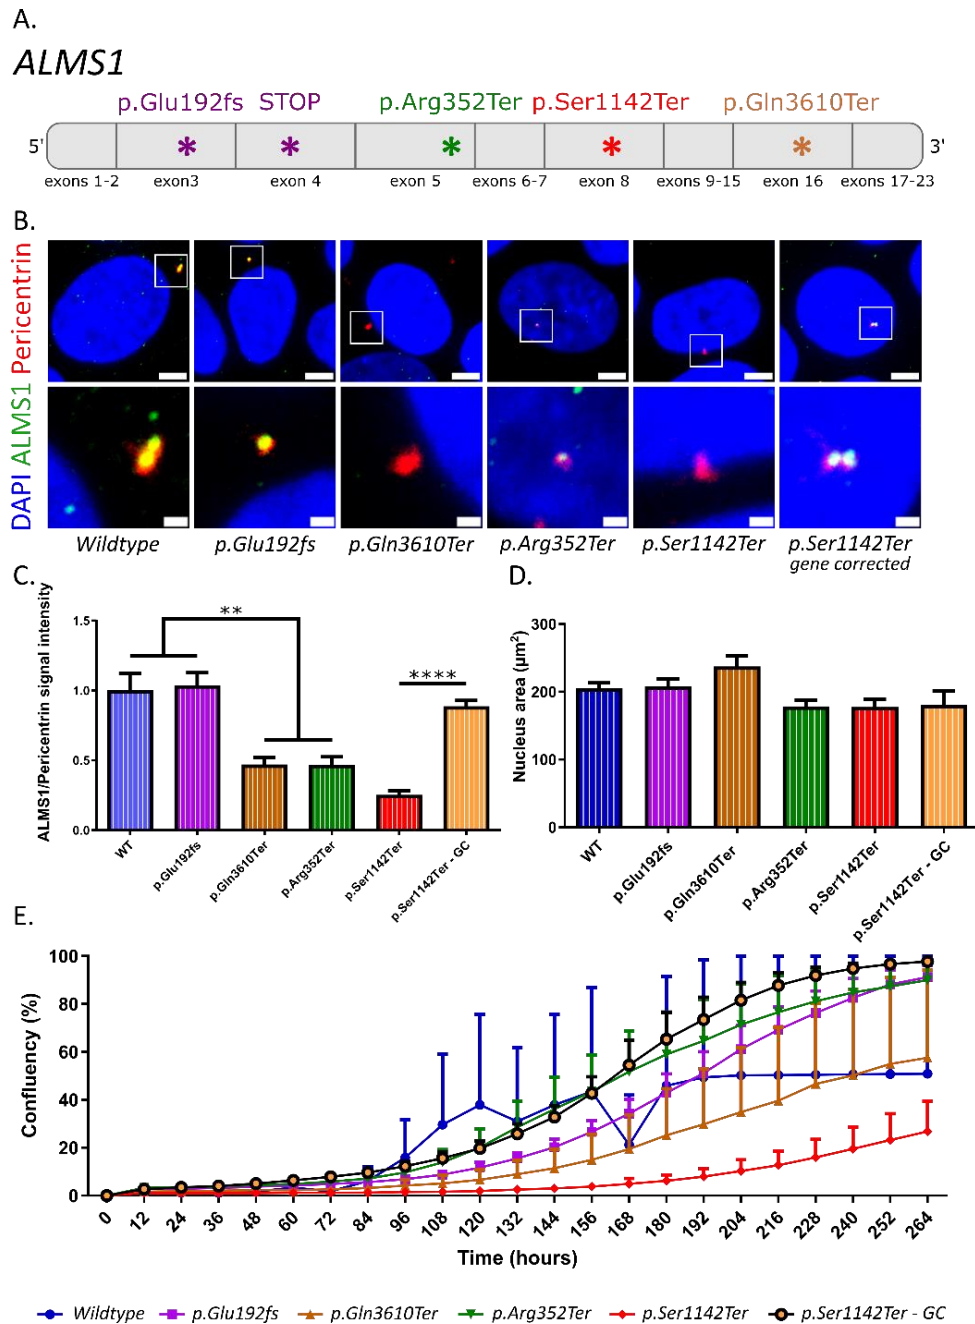 A.
ALMS1
p.Glu192fs STOP p.Arg352Ter p.Ser1142Ter p.Gln3610Ter
5' * * * * * 3'
exons 1-2 exon3 exon 4 exon 5 exons 6-7 exon 8 exons 9-15 exon 16 exons 17-23
B.
DAPI ALMS1 Pericentrin
Wildtype p.Glu192fs p.Gln3610Ter p.Arg352Ter p.Ser1142Ter p.Ser1142Ter
gene corrected
C.
ALMS1/Pericentrin signal intensity
1.5
1.0
0.5
0.0
**
****
WT p.Glu192fs p.Gln3610Ter p.Arg352Ter p.Ser1142Ter p.Ser1142Ter - GC
D.
Nucleus area (µm²)
300
200
100
0
WT p.Glu192fs p.Gln3610Ter p.Arg352Ter p.Ser1142Ter p.Ser1142Ter - GC
E.
Confluency (%)
100
80
60
40
20
0
0 12 24 36 48 60 72 84 96 108 120 132 144 156 168 180 192 204 216 228 240 252 264
Time (hours)
Wildtype p.Glu192fs p.Gln3610Ter p.Arg352Ter p.Ser1142Ter p.Ser1142Ter - GC